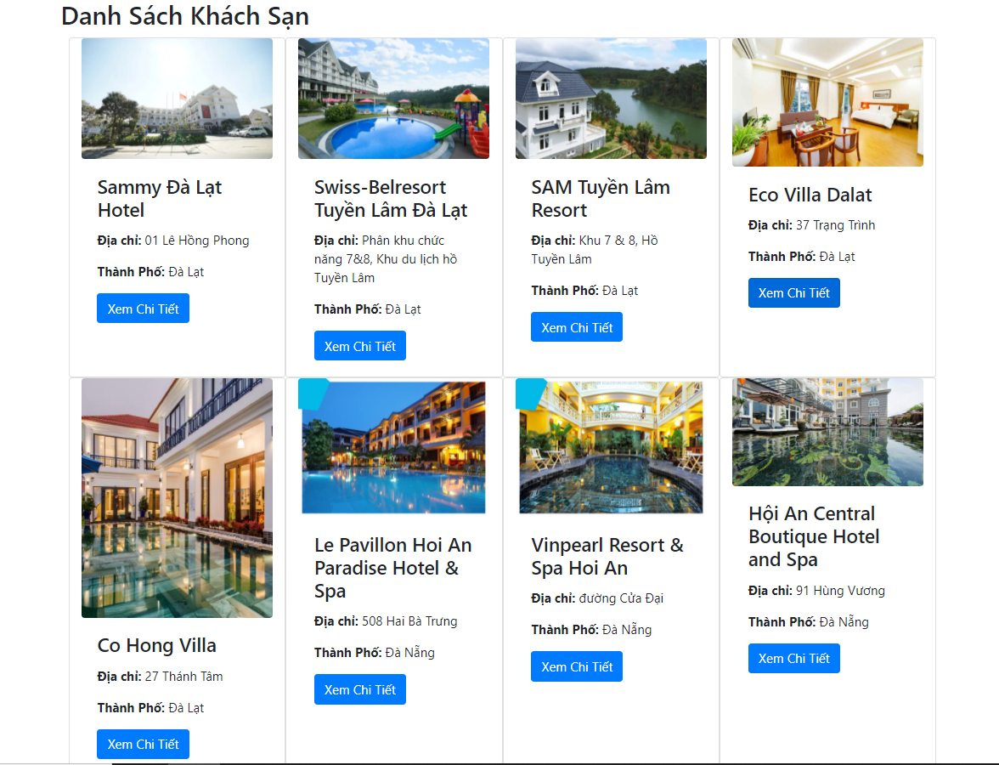 Danh Sách Khách Sạn
Sammy Đà Lạt
Hotel
Địa chỉ: 01 Lê Hồng Phong
Thành Phố: Đà Lạt
Xem Chi Tiết
Swiss-Belresort
Tuyền Lâm Đà Lạt
Địa chỉ: Phân khu chức
năng 7&8, Khu du lịch hồ
Tuyền Lâm
Thành Phố: Đà Lạt
Xem Chi Tiết
SAM Tuyền Lâm
Resort
Địa chỉ: Khu 7 & 8, Hồ
Tuyền Lâm
Thành Phố: Đà Lạt
Xem Chi Tiết
Eco Villa Dalat
Địa chỉ: 37 Trạng Trình
Thành Phố: Đà Lạt
Xem Chi Tiết
Co Hong Villa
Địa chỉ: 27 Thánh Tâm
Thành Phố: Đà Lạt
Xem Chi Tiết
Le Pavillon Hoi An
Paradise Hotel &
Spa
Địa chỉ: 508 Hai Bà Trưng
Thành Phố: Đà Nẵng
Xem Chi Tiết
Vinpearl Resort &
Spa Hoi An
Địa chỉ: đường Cửa Đại
Thành Phố: Đà Nẵng
Xem Chi Tiết
Hội An Central
Boutique Hotel
and Spa
Địa chỉ: 91 Hùng Vương
Thành Phố: Đà Nẵng
Xem Chi Tiết